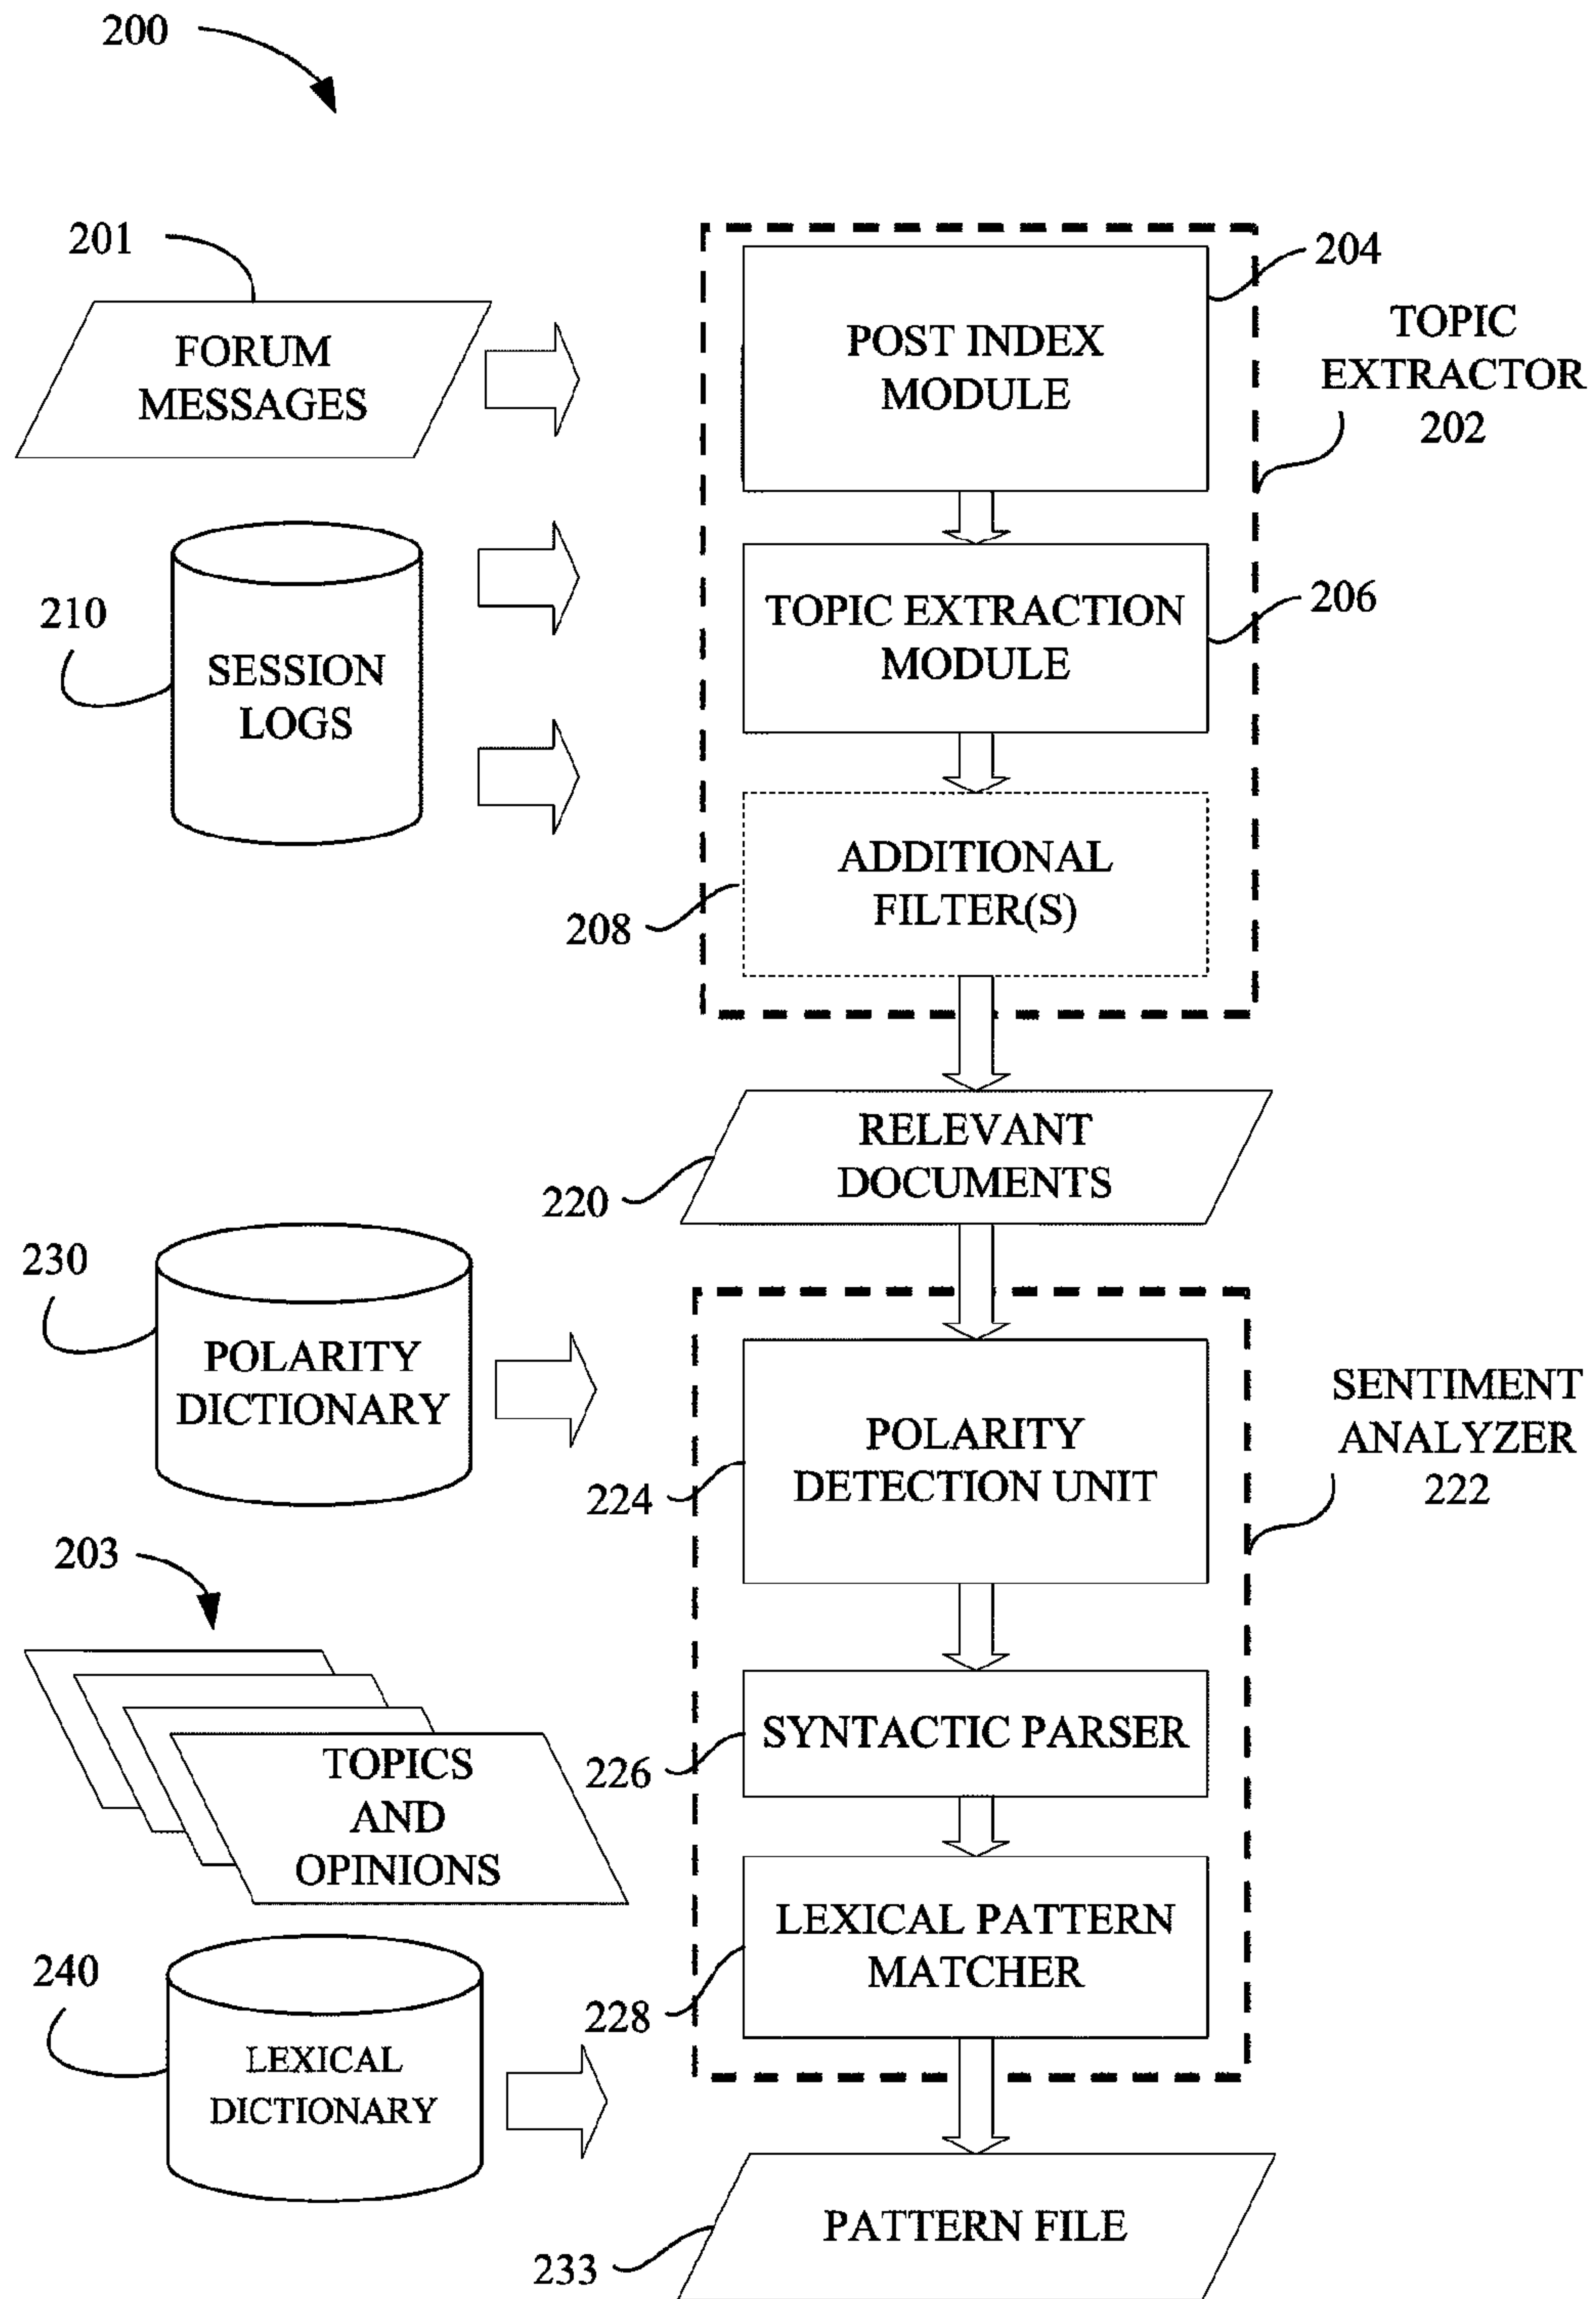 200
201
FORUM
MESSAGES
POST INDEX
MODULE
204
TOPIC
EXTRACTOR
202
210
SESSION
LOGS
TOPIC EXTRACTION
MODULE
206
ADDITIONAL
FILTER(S)
208
RELEVANT
DOCUMENTS
220
230
POLARITY
DICTIONARY
POLARITY
DETECTION UNIT
224
SENTIMENT
ANALYZER
222
203
TOPICS
AND
OPINIONS
SYNTACTIC PARSER
226
LEXICAL PATTERN
MATCHER
228
240
LEXICAL
DICTIONARY
PATTERN FILE
233